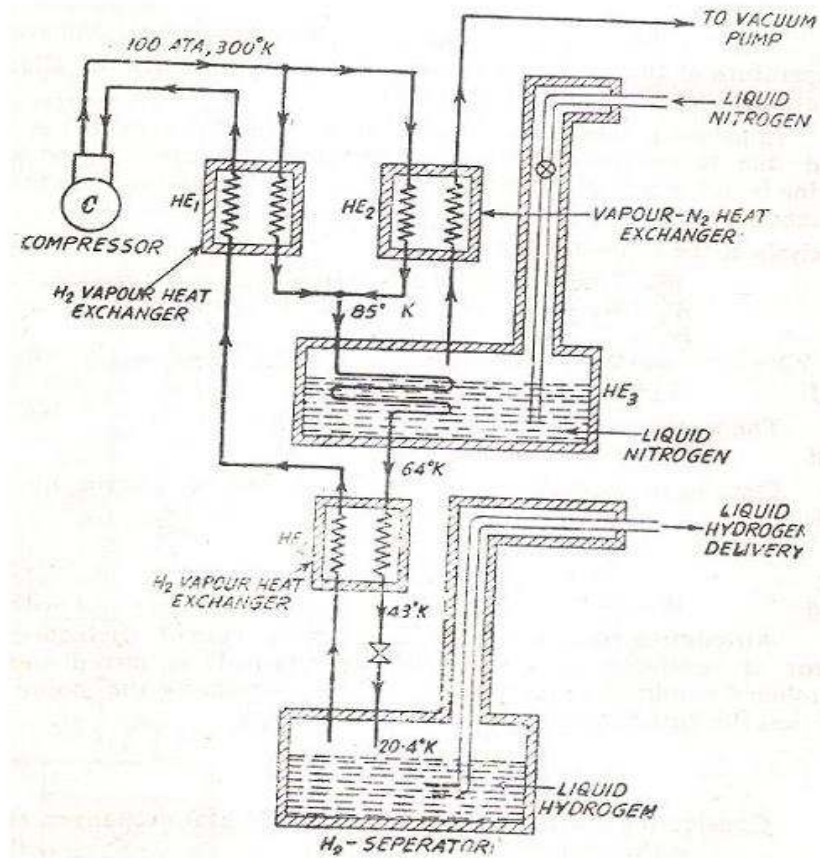 TO VACUUM
PUMP
100 ATA, 300°K
LIQUID
NITROGEN
HE1
HE2
C
COMPRESSOR
VAPOUR-N2 HEAT
EXCHANGER
H2 VAPOUR HEAT
EXCHANGER
85° K
HE3
LIQUID
NITROGEN
64°K
LIQUID
HYDROGEN
DELIVERY
HE
H2 VAPOUR HEAT
EXCHANGER
43°K
20.4°K
LIQUID
HYDROGEM
H2-SEPERATOR